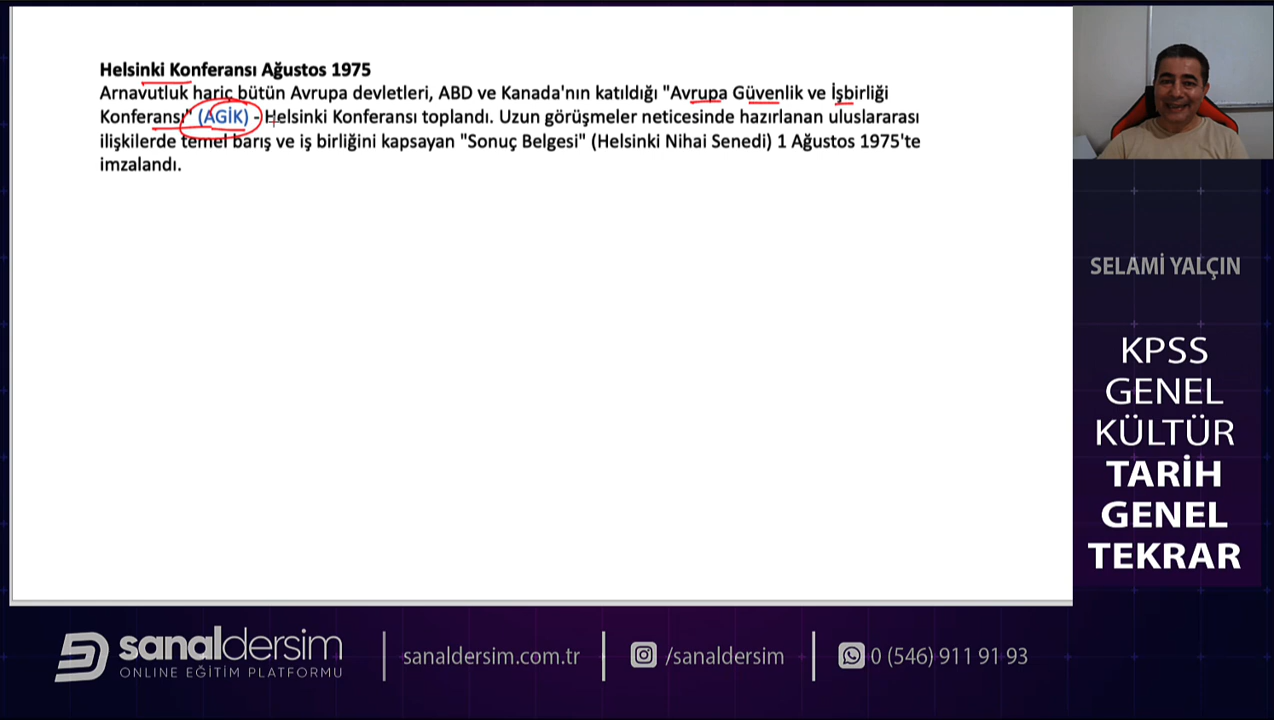 Helsinki Konferansı Ağustos 1975
Arnavutluk hariç bütün Avrupa devletleri, ABD ve Kanada'nın katıldığı "Avrupa Güvenlik ve İşbirliği
Konferansı" (AGİK) - Helsinki Konferansı toplandı. Uzun görüşmeler neticesinde hazırlanan uluslararası
ilişkilerde temel barış ve iş birliğini kapsayan "Sonuç Belgesi" (Helsinki Nihai Senedi) 1 Ağustos 1975'te
imzalandı.
SELAMİ YALÇIN
KPSS
GENEL
KÜLTÜR
TARİH
GENEL
TEKRAR
sanaldersim
ONLINE EĞİTİM PLATFORMU
sanaldersim.com.tr
/sanaldersim
0 (546) 911 91 93